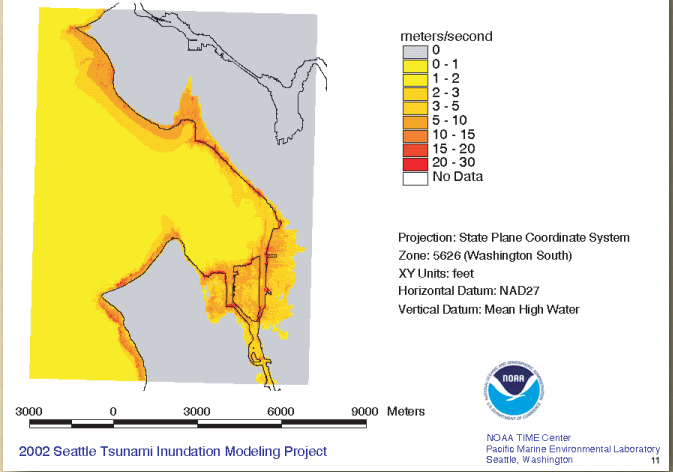 meters/second
0
0 - 1
1 - 2
2 - 3
3 - 5
5 - 10
10 - 15
15 - 20
20 - 30
No Data
Projection: State Plane Coordinate System
Zone: 5626 (Washington South)
XY Units: feet
Horizontal Datum: NAD27
Vertical Datum: Mean High Water
NOAA
3000 0 3000 6000 9000 Meters
2002 Seattle Tsunami Inundation Modeling Project
NOAA TIME Center
Pacific Marine Environmental Laboratory
Seattle, Washington
11